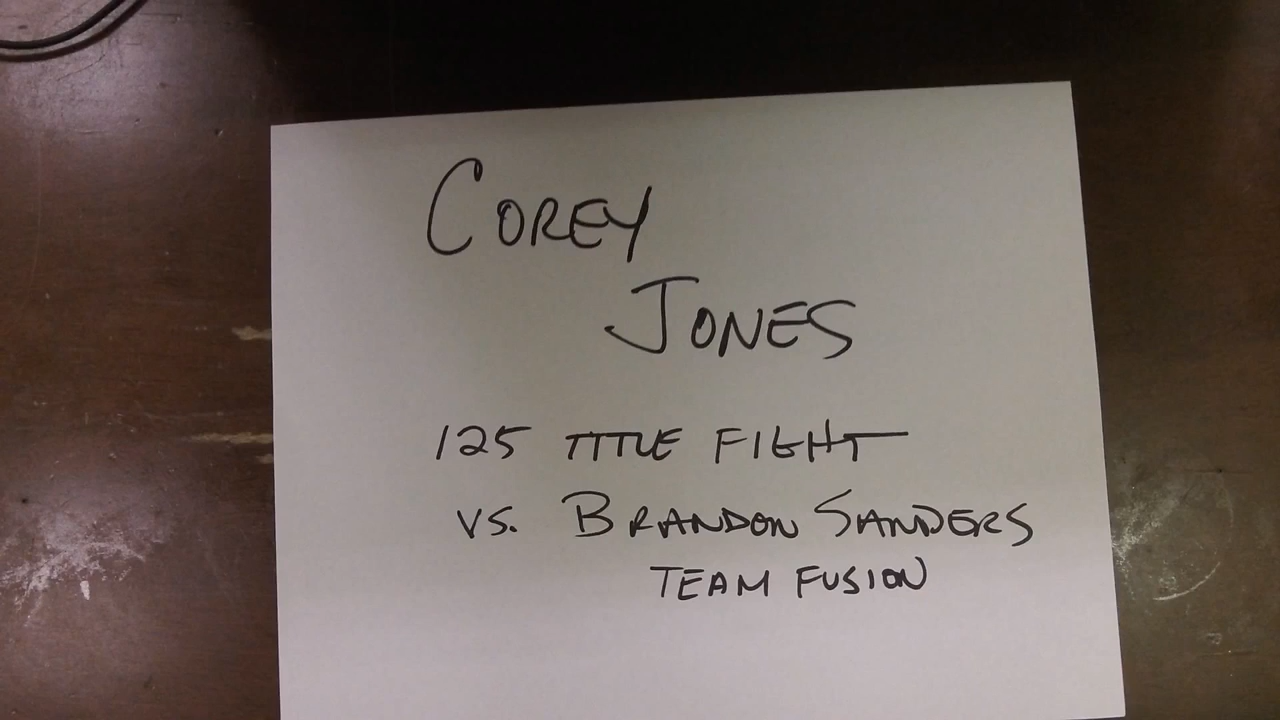 COREY
JONES
125 TITLE FIGHT
VS. BRANDON SANDERS
TEAM FUSION